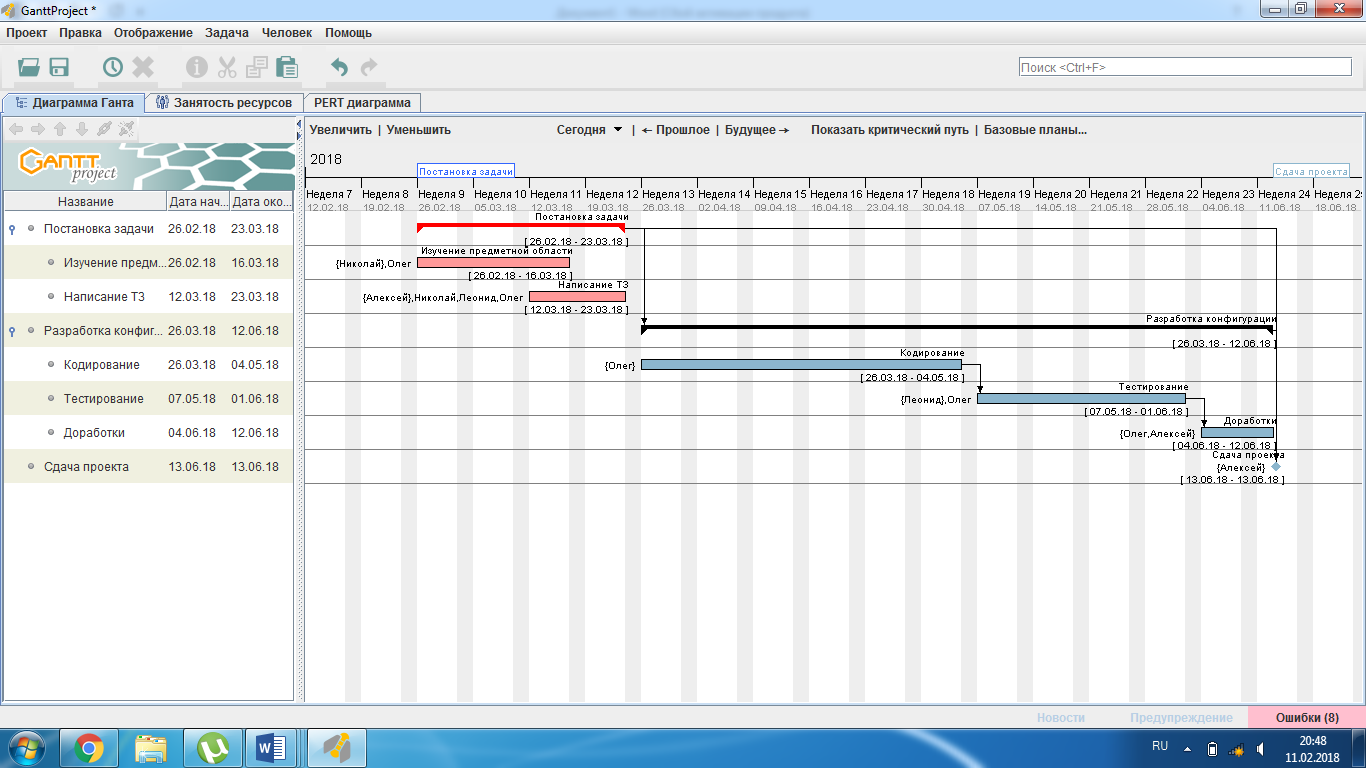 GanttProject *
Проект Правка Отображение Задача Человек Помощь
Поиск <Ctrl+F>
Диаграмма Ганта Занятость ресурсов PERT диаграмма
Увеличить | Уменьшить Сегодня | ← Прошлое | Будущее → Показать критический путь | Базовые планы...
GANTT project
2018
Постановка задачи Сдача проекта
Название Дата нач... Дата око...
Неделя 7 Неделя 8 Неделя 9 Неделя 10 Неделя 11 Неделя 12 Неделя 13 Неделя 14 Неделя 15 Неделя 16 Неделя 17 Неделя 18 Неделя 19 Неделя 20 Неделя 21 Неделя 22 Неделя 23 Неделя 24 Неделя 25
12.02.18 19.02.18 26.02.18 05.03.18 12.03.18 19.03.18 26.03.18 02.04.18 09.04.18 16.04.18 23.04.18 30.04.18 07.05.18 14.05.18 21.05.18 28.05.18 04.06.18 11.06.18 18.06.18
Постановка задачи 26.02.18 23.03.18
Постановка задачи
[ 26.02.18 - 23.03.18 ]
Изучение предм... 26.02.18 16.03.18
Изучение предметной области
{Николай},Олег
[ 26.02.18 - 16.03.18 ]
Написание ТЗ 12.03.18 23.03.18
Написание ТЗ
{Алексей},Николай,Леонид,Олег
[ 12.03.18 - 23.03.18 ]
Разработка конфиг... 26.03.18 12.06.18
Разработка конфигурации
[ 26.03.18 - 12.06.18 ]
Кодирование 26.03.18 04.05.18
Кодирование
{Олег}
[ 26.03.18 - 04.05.18 ]
Тестирование 07.05.18 01.06.18
Тестирование
{Леонид},Олег
[ 07.05.18 - 01.06.18 ]
Доработки 04.06.18 12.06.18
Доработки
{Олег,Алексей}
[ 04.06.18 - 12.06.18 ]
Сдача проекта 13.06.18 13.06.18
Сдача проекта
{Алексей}
[ 13.06.18 - 13.06.18 ]
Новости Предупреждение Ошибки (8)
RU
20:48
11.02.2018